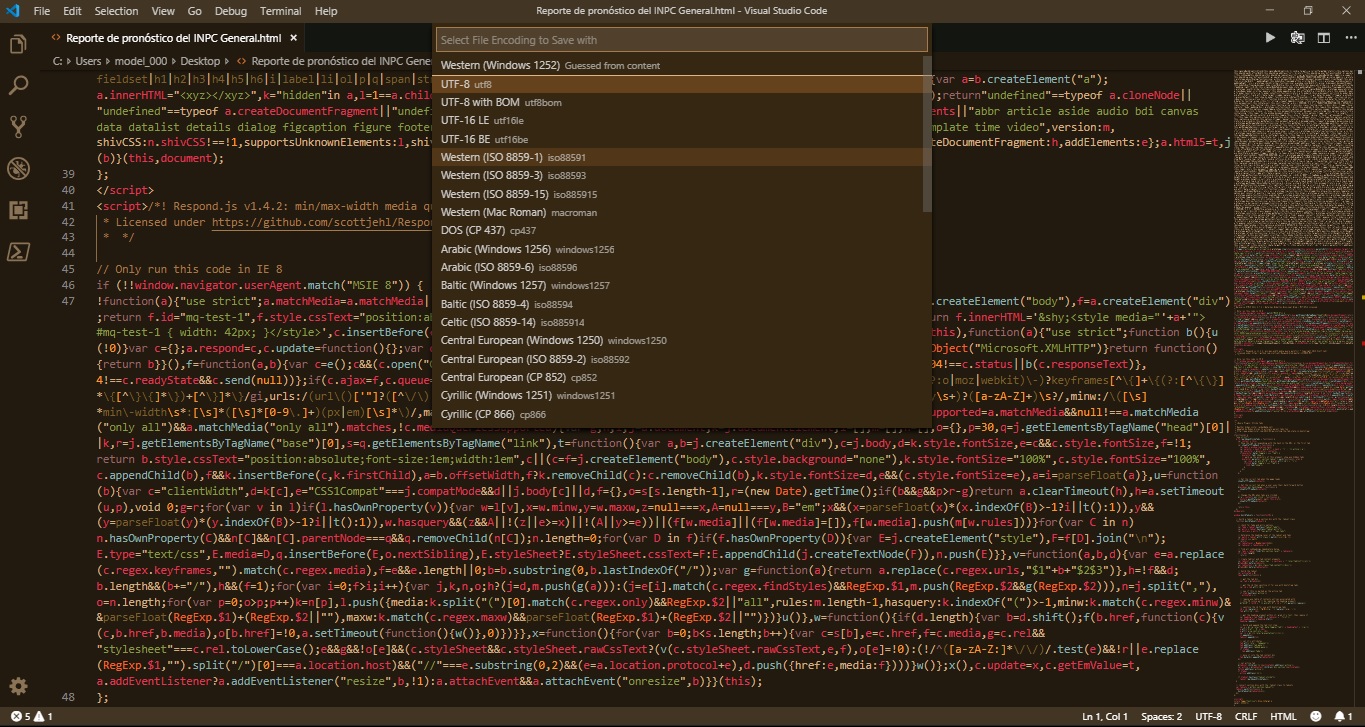 File Edit Selection View Go Debug Terminal Help
Reporte de pronóstico del INPC General.html - Visual Studio Code
Reporte de pronóstico del INPC General.html ×
C: › Users › model_000 › Desktop › Reporte de pronóstico del INPC Gene
Select File Encoding to Save with
Western (Windows 1252) Guessed from content
UTF-8 utf8
UTF-8 with BOM utf8bom
UTF-16 LE utf16le
UTF-16 BE utf16be
Western (ISO 8859-1) iso88591
Western (ISO 8859-3) iso88593
Western (ISO 8859-15) iso885915
Western (Mac Roman) macroman
DOS (CP 437) cp437
Arabic (Windows 1256) windows1256
Arabic (ISO 8859-6) iso88596
Baltic (Windows 1257) windows1257
Baltic (ISO 8859-4) iso88594
Celtic (ISO 8859-14) iso885914
Central European (Windows 1250) windows1250
Central European (ISO 8859-2) iso88592
Central European (CP 852) cp852
Cyrillic (Windows 1251) windows1251
Cyrillic (CP 866) cp866
fieldset|h1|h2|h3|h4|h5|h6|i|label|li|ol|p|q|span|st {var a=b.createElement("a");
a.innerHTML="<xyz></xyz>",k="hidden"in a,l=1==a.chil );return"undefined"==typeof a.cloneNode||
"undefined"==typeof a.createDocumentFragment||"undef ents||"abbr article aside audio bdi canvas
data datalist details dialog figcaption figure foote mplate time video",version:m,
shivCSS:n.shivCSS!==!1,supportsUnknownElements:l,shi eDocumentFragment:h,addElements:e};a.html5=t,j
(b)}(this,document);
39 };
40 </script>
41 <script>/*! Respond.js v1.4.2: min/max-width media q
42 * Licensed under https://github.com/scottjehl/Respo
43 * */
44
45 // Only run this code in IE 8
46 if (!!window.navigator.userAgent.match("MSIE 8")) {
47 !function(a){"use strict";a.matchMedia=a.matchMedia| .createElement("body"),f=a.createElement("div")
;return f.id="mq-test-1",f.style.cssText="position:a n f.innerHTML='&shy;<style media="'+a+'">
#mq-test-1 { width: 42px; }</style>',c.insertBefore( this),function(a){"use strict";function b(){u
(!0)}var c={};a.respond=c,c.update=function(){};var Object("Microsoft.XMLHTTP")}return function()
{return b}}(),f=function(a,b){var c=e();c&&(c.open(" 04!==c.status||b(c.responseText),
4!==c.readyState&&c.send(null))};if(c.ajax=f,c.queue ?:o|moz|webkit)\-)?keyframes[^\{]+\{(?:[^\{\}]
*\{[^\}\{]*\})+[^\}]*\}/gi,urls:/(url\()['"]?([^\/\) \s+)?([a-zA-Z]+)\s?/,minw:/\([\s]
*min\-width\s*:[\s]*([\s]*[0-9\.]+)(px|em)[\s]*\)/,ma upported=a.matchMedia&&null!==a.matchMedia
("only all")&&a.matchMedia("only all").matches,!c.me o={},p=30,q=j.getElementsByTagName("head")[0]|
|k,r=j.getElementsByTagName("base")[0],s=q.getElementsByTagName("link"),t=function(){var a,b=j.createElement("div"),c=j.body,d=k.style.fontSize,e=c&&c.style.fontSize,f=!1;
return b.style.cssText="position:absolute;font-size:1em;width:1em",c||(c=f=j.createElement("body"),c.style.background="none"),k.style.fontSize="100%",c.style.fontSize="100%",
c.appendChild(b),f&&k.insertBefore(c,k.firstChild),a=b.offsetWidth,f?k.removeChild(c):c.removeChild(b),k.style.fontSize=d,e&&(c.style.fontSize=e),a=i=parseFloat(a)},u=function
(b){var c="clientWidth",d=k[c],e="CSS1Compat"===j.compatMode&&d||j.body[c]||d,f={},o=s[s.length-1],r=(new Date).getTime();if(b&&g&&p>r-g)return a.clearTimeout(h),h=a.setTimeout
(u,p),void 0;g=r;for(var v in l)if(l.hasOwnProperty(v)){var w=l[v],x=w.minw,y=w.maxw,z=null===x,A=null===y,B="em";x&&(x=parseFloat(x)*(x.indexOf(B)>-1?i||t():1)),y&&
(y=parseFloat(y)*(y.indexOf(B)>-1?i||t():1)),w.hasquery&&(z&&A||!(z||e>=x)||!(A||y>=e))||(f[w.media]||(f[w.media]=[]),f[w.media].push(m[w.rules]))}for(var C in n)
n.hasOwnProperty(C)&&n[C]&&n[C].parentNode===q&&q.removeChild(n[C]);n.length=0;for(var D in f)if(f.hasOwnProperty(D)){var E=j.createElement("style"),F=f[D].join("\n");
E.type="text/css",E.media=D,q.insertBefore(E,o.nextSibling),E.styleSheet?E.styleSheet.cssText=F:E.appendChild(j.createTextNode(F)),n.push(E)}},v=function(a,b,d){var e=a.replace
(c.regex.keyframes,"").match(c.regex.media),f=e&&e.length||0;b=b.substring(0,b.lastIndexOf("/"));var g=function(a){return a.replace(c.regex.urls,"$1"+b+"$2$3")},h=!f&&d;
b.length&&(b+="/"),h&&(f=1);for(var i=0;f>i;i++){var j,k,n,o;h?(j=d,m.push(g(a))):(j=e[i].match(c.regex.findStyles)&&RegExp.$1,m.push(RegExp.$2&&g(RegExp.$2))),n=j.split(","),
o=n.length;for(var p=0;o>p;p++)k=n[p],l.push({media:k.split("(")[0].match(c.regex.only)&&RegExp.$2||"all",rules:m.length-1,hasquery:k.indexOf("(")>-1,minw:k.match(c.regex.minw)&
&parseFloat(RegExp.$1)+(RegExp.$2||""),maxw:k.match(c.regex.maxw)&&parseFloat(RegExp.$1)+(RegExp.$2||"")})}u()},w=function(){if(d.length){var b=d.shift();f(b.href,function(c){v
(c,b.href,b.media),o[b.href]=!0,a.setTimeout(function(){w()},0)})}},x=function(){for(var b=0;b<s.length;b++){var c=s[b],e=c.href,f=c.media,g=c.rel&&
"stylesheet"===c.rel.toLowerCase();e&&g&&!o[e]&&(c.styleSheet&&c.styleSheet.rawCssText?(v(c.styleSheet.rawCssText,e,f),o[e]=!0):(!/^([a-zA-Z:]*\/\/)/.test(e)&&!r||e.replace
(RegExp.$1,"").split("/")[0]===a.location.host)&&("//"===e.substring(0,2)&&(e=a.location.protocol+e),d.push({href:e,media:f})))}w()};x(),c.update=x,c.getEmValue=t,
a.addEventListener?a.addEventListener("resize",b,!1):a.attachEvent&&a.attachEvent("onresize",b)}}(this);
48 };
5 1
Ln 1, Col 1 Spaces: 2 UTF-8 CRLF HTML 1